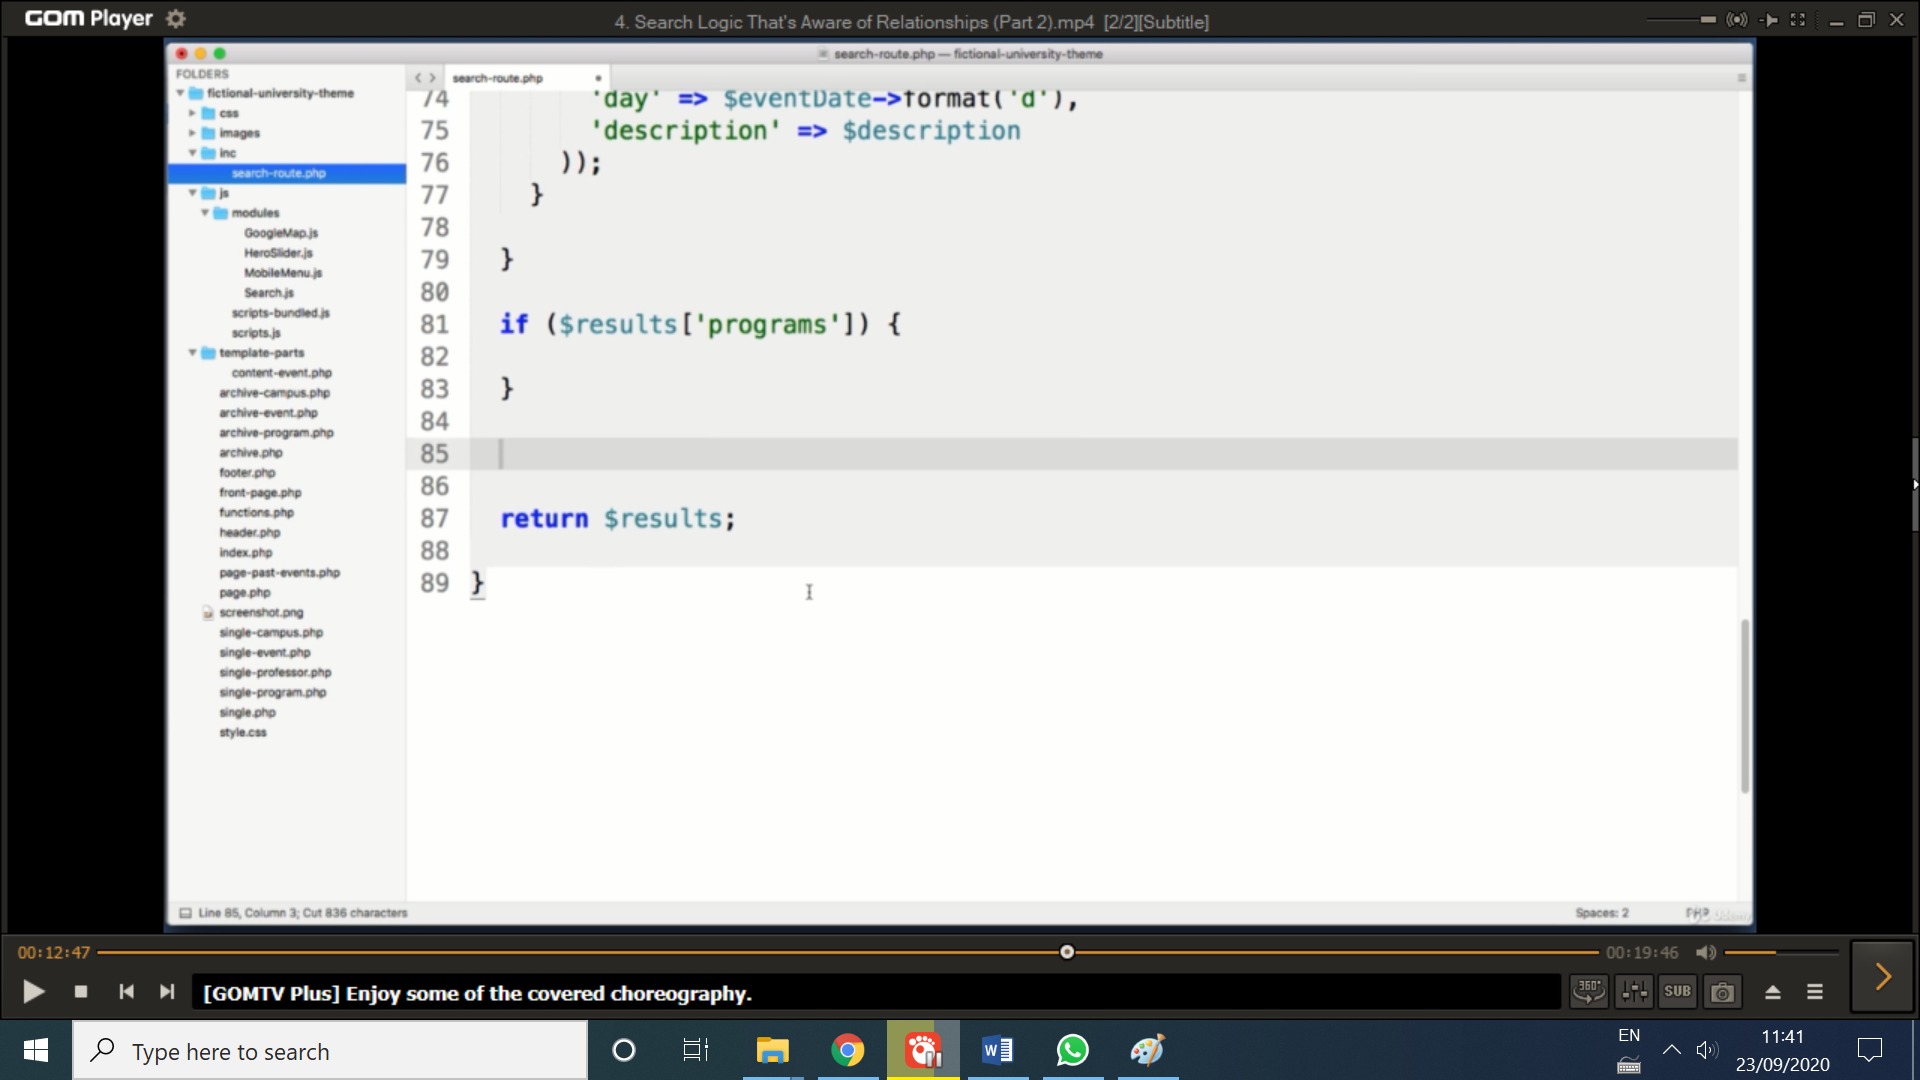 GOM Player
4. Search Logic That's Aware of Relationships (Part 2).mp4 [2/2][Subtitle]
search-route.php — fictional-university-theme
FOLDERS
fictional-university-theme
css
images
inc
search-route.php
js
modules
GoogleMap.js
HeroSlider.js
MobileMenu.js
Search.js
scripts-bundled.js
scripts.js
template-parts
content-event.php
archive-campus.php
archive-event.php
archive-program.php
archive.php
footer.php
front-page.php
functions.php
header.php
index.php
page-past-events.php
page.php
screenshot.png
single-campus.php
single-event.php
single-professor.php
single-program.php
single.php
style.css
search-route.php
74 'day' => $eventDate->format('d'),
75 'description' => $description
76 ));
77 }
78
79 }
80
81 if ($results['programs']) {
82
83 }
84
85
86
87 return $results;
88
89 }
Line 85, Column 3; Cut 836 characters
Spaces: 2
PHP
Udemy
00:12:47
00:19:46
[GOMTV Plus] Enjoy some of the covered choreography.
360°
SUB
Type here to search
W
EN
11:41
23/09/2020